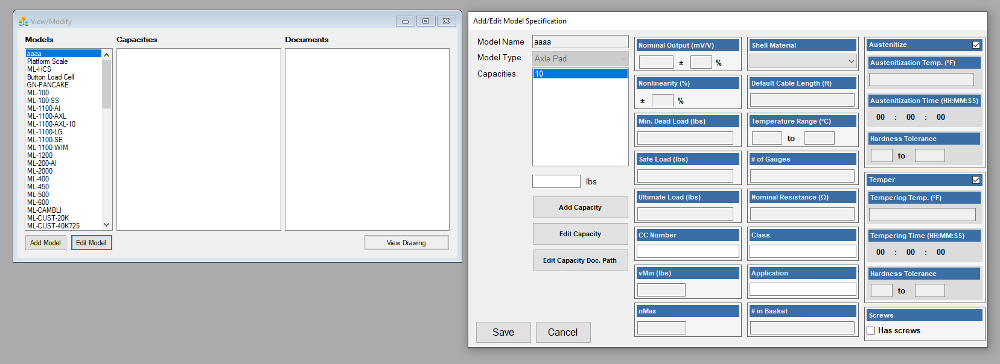 View/Modify
Models
Capacities
Documents
aaaa
Platform Scale
ML-HCS
Button Load Cell
GN-PANCAKE
ML-100
ML-100-SS
ML-1100-AI
ML-1100-AXL
ML-1100-AXL-10
ML-1100-LG
ML-1100-SE
ML-1100-WIM
ML-1200
ML-200-AI
ML-2000
ML-400
ML-450
ML-500
ML-600
ML-CAMBLI
ML-CUST-20K
ML-CUST-40K725
Add Model
Edit Model
View Drawing
Add/Edit Model Specification
Model Name
aaaa
Model Type
Axle Pad
Capacities
10
lbs
Add Capacity
Edit Capacity
Edit Capacity Doc. Path
Save
Cancel
Nominal Output (mV/V)
± %
Nonlinearity (%)
± %
Min. Dead Load (lbs)
Safe Load (lbs)
Ultimate Load (lbs)
CC Number
vMin (lbs)
nMax
Shell Material
Default Cable Length (ft)
Temperature Range (°C)
to
# of Gauges
Nominal Resistance (Ω)
Class
Application
# in Basket
Austenitize
Austenitization Temp. (°F)
Austenitization Time (HH:MM:SS)
00 : 00 : 00
Hardness Tolerance
to
Temper
Tempering Temp. (°F)
Tempering Time (HH:MM:SS)
00 : 00 : 00
Hardness Tolerance
to
Screws
Has screws